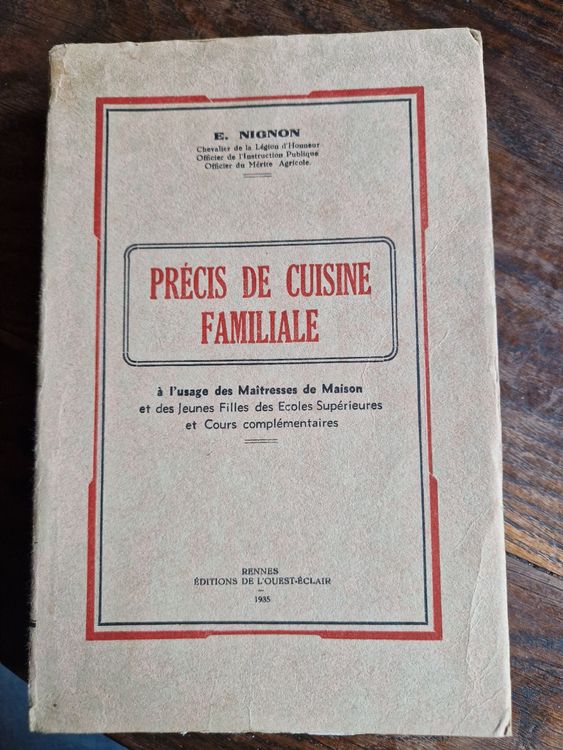 E. NIGNON
Chevalier de la Légion d'Honneur
Officier de l'Instruction Publique
Officier du Mérite Agricole.
PRÉCIS DE CUISINE
FAMILIALE
à l'usage des Maîtresses de Maison
et des Jeunes Filles des Ecoles Supérieures
et Cours complémentaires
RENNES
ÉDITIONS DE L'OUEST-ÉCLAIR
1935